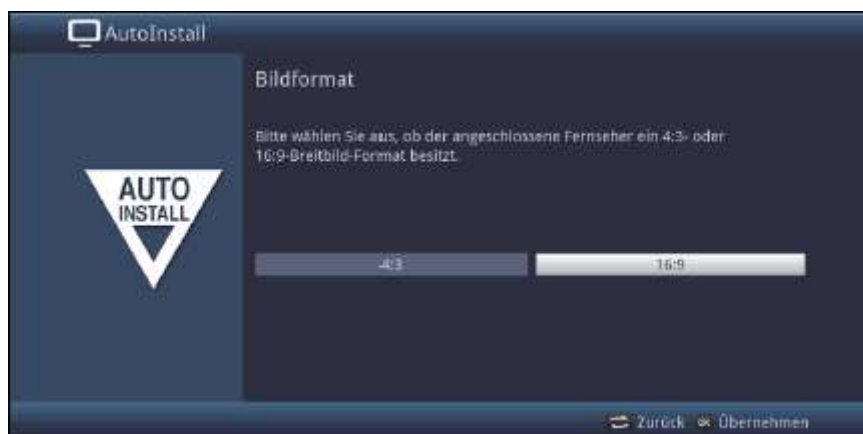 AutoInstall
Bildformat
Bitte wählen Sie aus, ob der angeschlossene Fernseher ein 4:3- oder
16:9-Breitbild-Format besitzt.
AUTO
INSTALL
4:3
16:9
Zurück OK Übernehmen